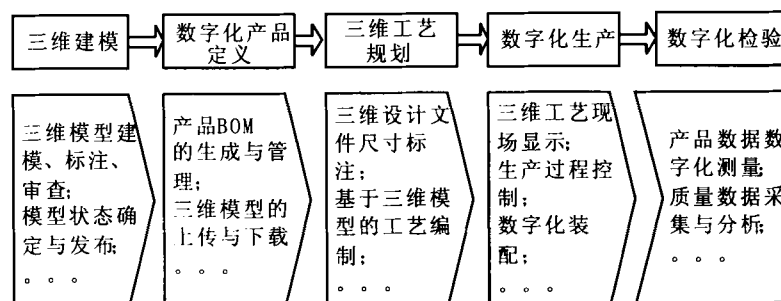 三维建模
数字化产品
定义
三维工艺
规划
数字化生产
数字化检验
三维模型建
模、标注、
审查;
模型状态确
定与发布;
。。。
产品BOM
的生成与管
理;
三维模型的
上传与下载
。。。
三维设计文
件尺寸标
注;
基于三维模
型的工艺编
制;
。。。
三维工艺现
场显示;
生产过程控
制;
数字化装
配;
。。。
产品数据数
字化测量;
质量数据采
集与分析;
。。。